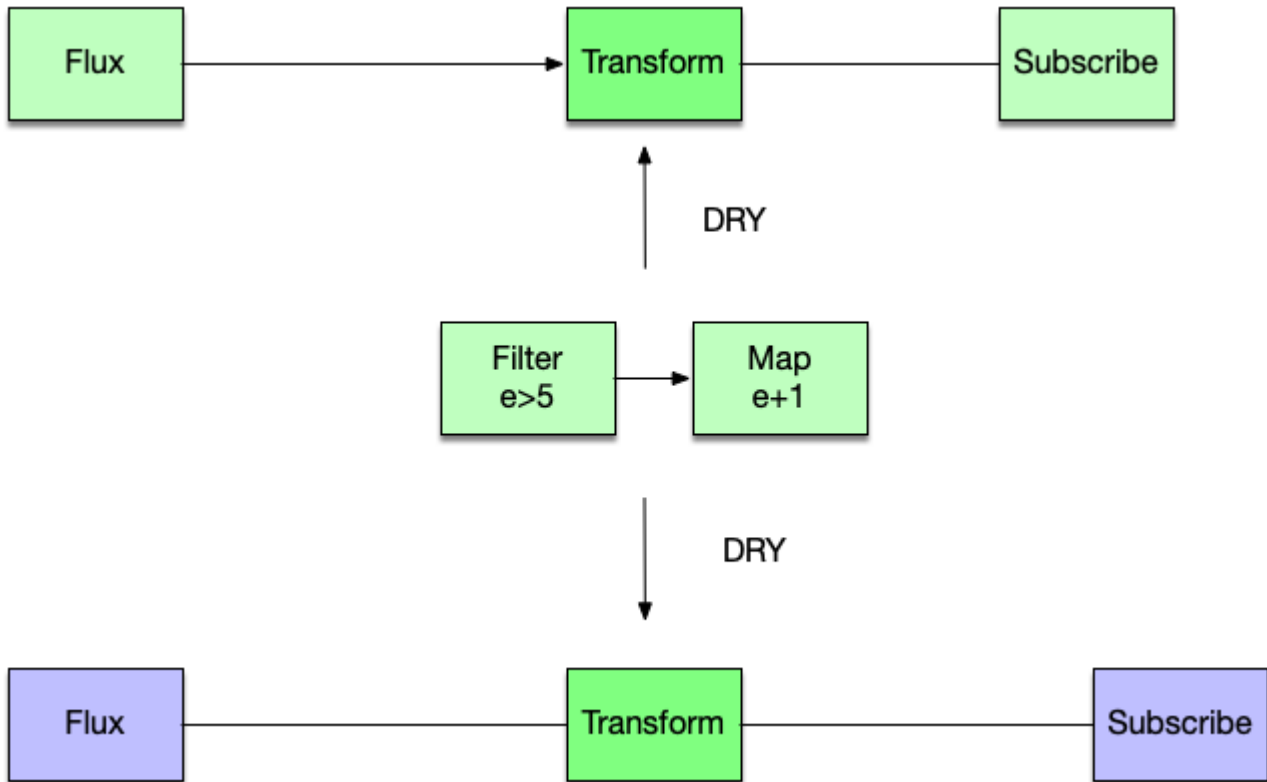 Flux
Transform
Subscribe
DRY
Filter
e>5
Map
e+1
DRY
Flux
Transform
Subscribe